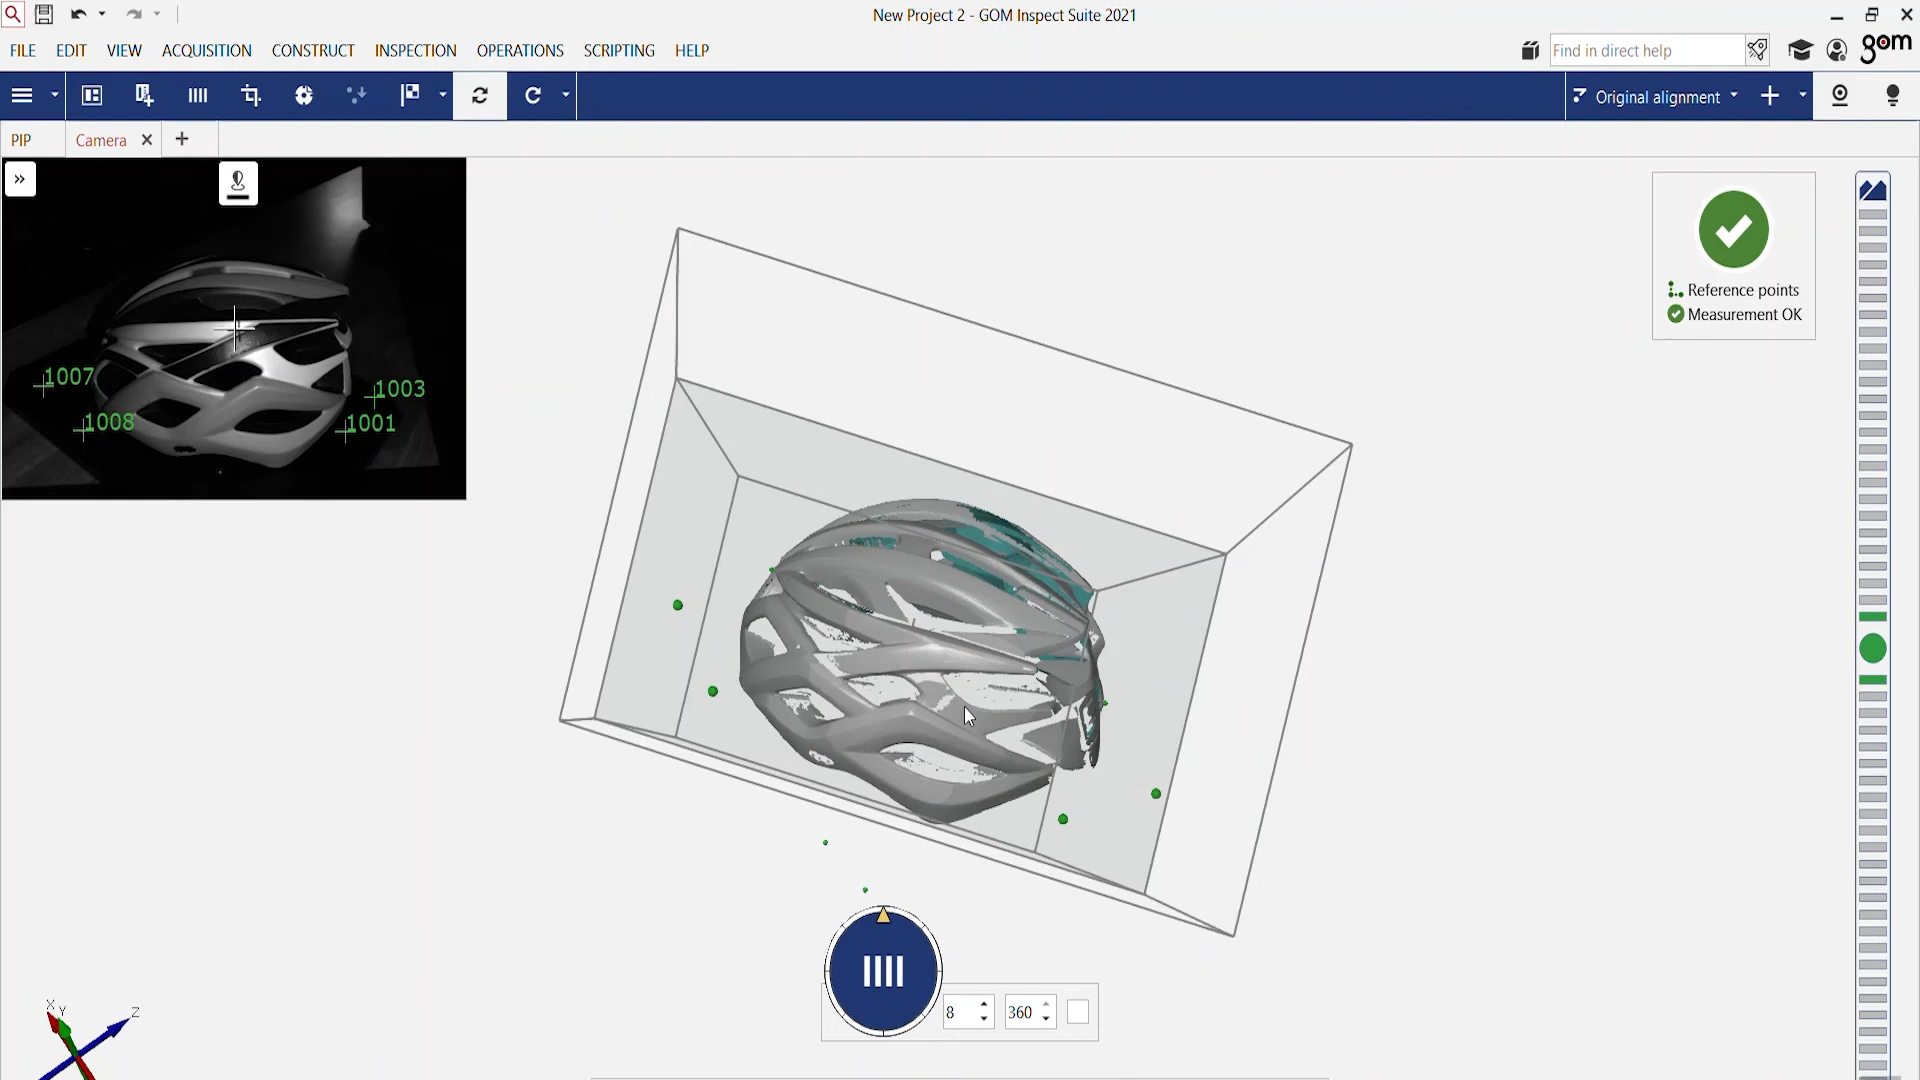 New Project 2 - GOM Inspect Suite 2021
FILE EDIT VIEW ACQUISITION CONSTRUCT INSPECTION OPERATIONS SCRIPTING HELP
Find in direct help
gom
Original alignment
PIP
Camera
1007
1003
1008
1001
Reference points
Measurement OK
8
360
X
Y
Z